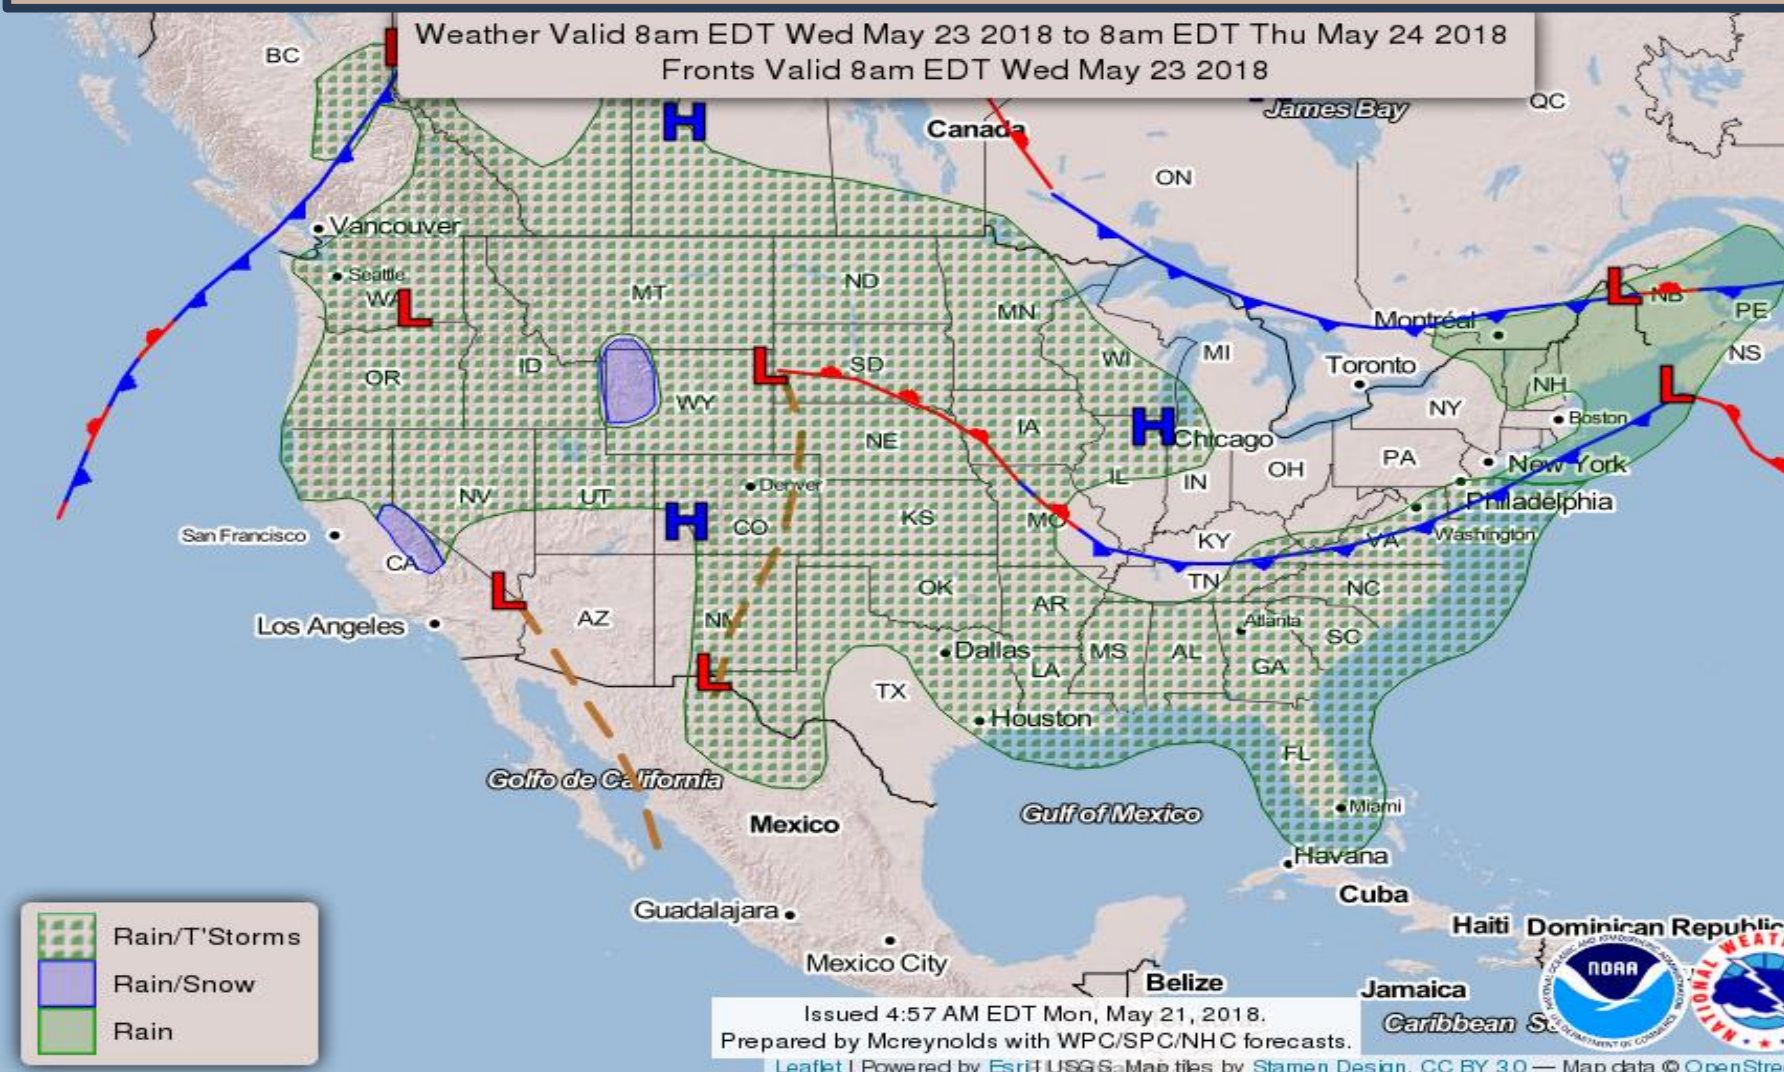 Weather Valid 8am EDT Wed May 23 2018 to 8am EDT Thu May 24 2018
Fronts Valid 8am EDT Wed May 23 2018
BC
H
James Bay
QC
Canada
ON
Vancouver
Seattle
WA
L
MT
ND
MN
L
NB
PE
Montréal
OR
ID
L
SD
WI
MI
Toronto
NS
WY
NH
L
NE
IA
H
Chicago
NY
Boston
NV
UT
Denver
IL
IN
OH
PA
New York
San Francisco
H
CO
KS
MO
KY
VA
Philadelphia
Washington
CA
L
OK
TN
NC
Los Angeles
AZ
NM
AR
Atlanta
L
Dallas
LA
MS
AL
GA
SC
TX
Houston
FL
Golfo de California
Mexico
Gulf of Mexico
Miami
Havana
Cuba
Guadalajara
Mexico City
Haiti
Dominican Republic
Belize
Jamaica
Caribbean
Rain/T'Storms
Rain/Snow
Rain
NOAA
NATIONAL WEAT
Issued 4:57 AM EDT Mon, May 21, 2018.
Prepared by Mcreynolds with WPC/SPC/NHC forecasts.
Leaflet | Powered by Esri | USGS, Map tiles by Stamen Design, CC BY 3.0 — Map data © OpenStre